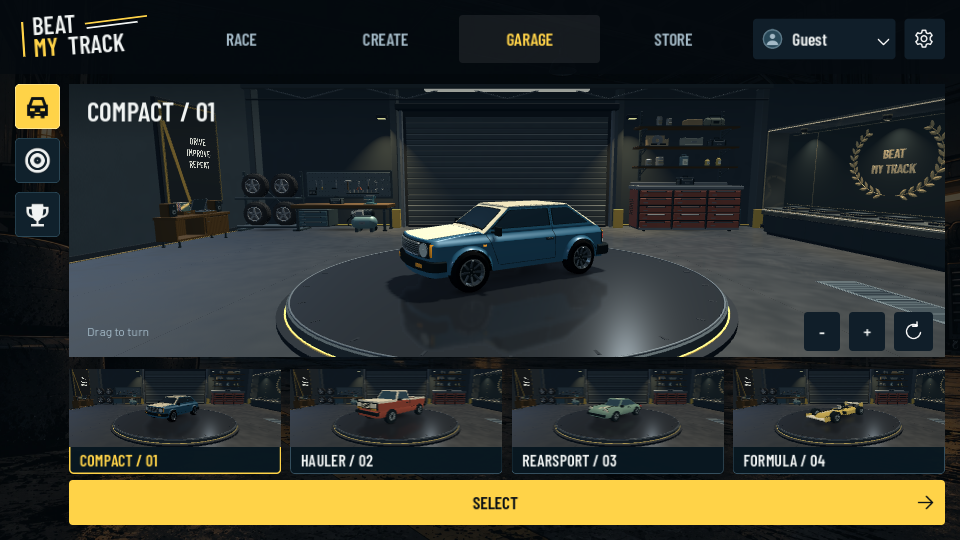 BEAT
MY TRACK
RACE
CREATE
GARAGE
STORE
Guest
COMPACT / 01
DRIVE
IMPROVE
REPEAT
BEAT
MY TRACK
Drag to turn
-
+
COMPACT / 01
HAULER / 02
REARSPORT / 03
FORMULA / 04
SELECT